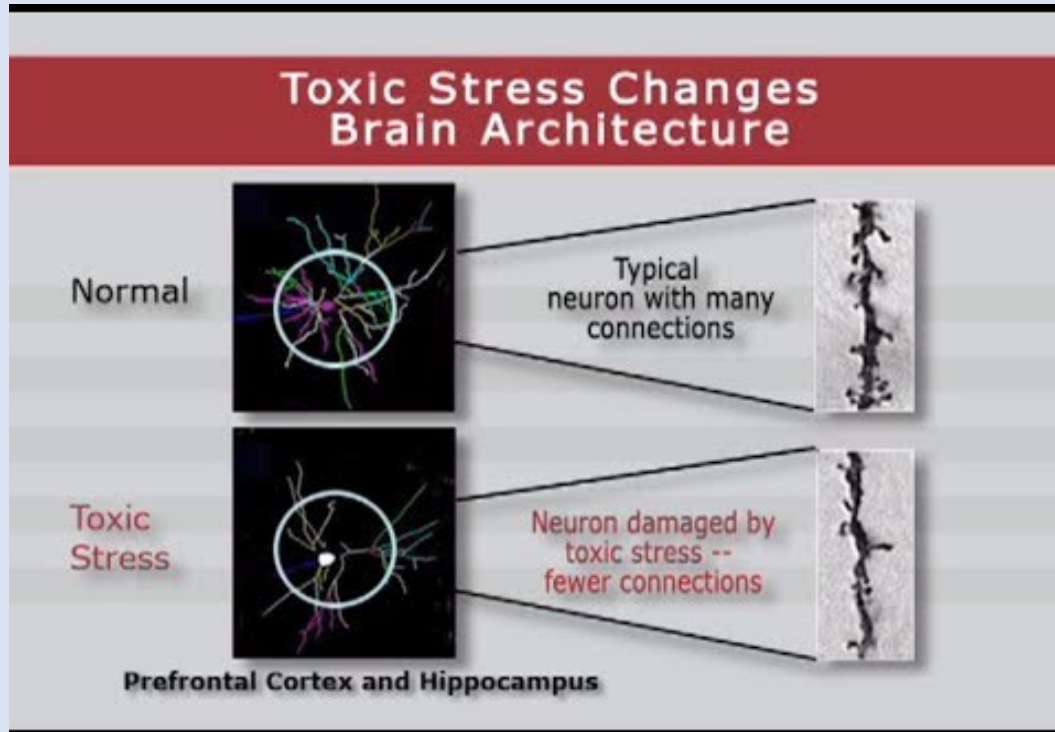 Toxic Stress Changes
Brain Architecture
Normal
Typical
neuron with many
connections
Toxic
Stress
Neuron damaged by
toxic stress --
fewer connections
Prefrontal Cortex and Hippocampus